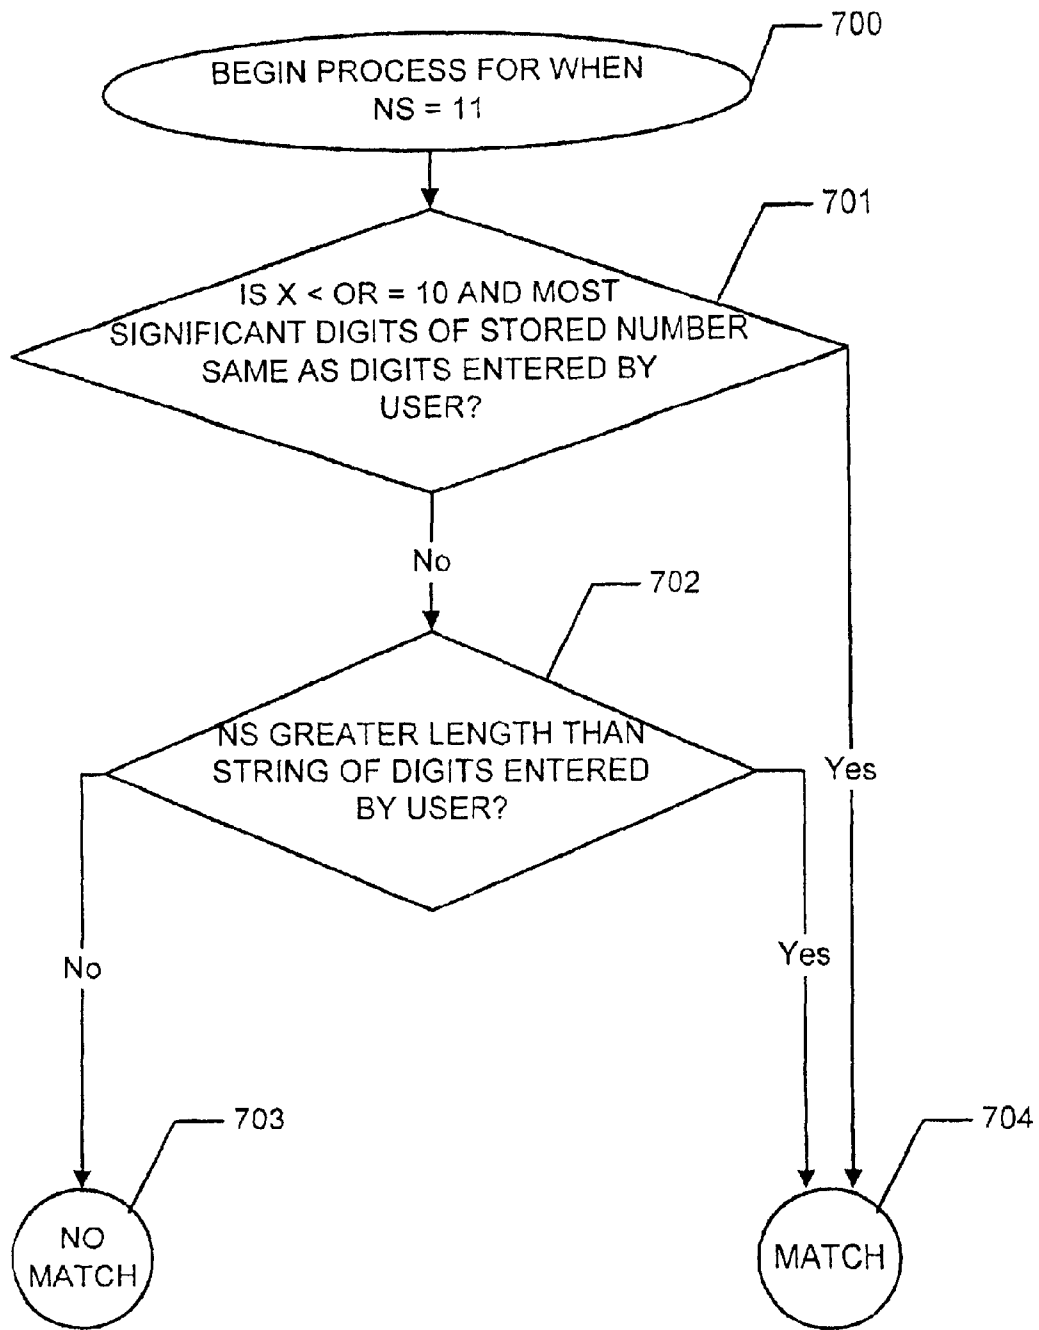 700
BEGIN PROCESS FOR WHEN
NS = 11
701
IS X < OR = 10 AND MOST
SIGNIFICANT DIGITS OF STORED NUMBER
SAME AS DIGITS ENTERED BY
USER?
No
702
NS GREATER LENGTH THAN
STRING OF DIGITS ENTERED
BY USER?
Yes
No
Yes
703
704
NO
MATCH
MATCH